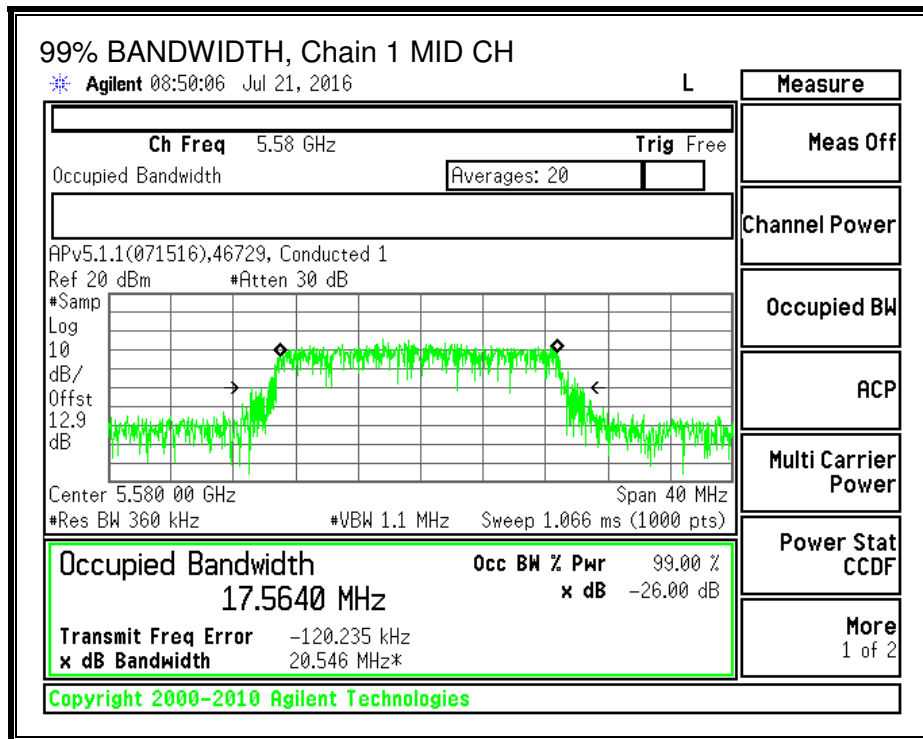 99% BANDWIDTH, Chain 1 MID CH
Agilent 08:50:06 Jul 21, 2016 L
Measure
Ch Freq 5.58 GHz Trig Free
Meas Off
Occupied Bandwidth Averages: 20
Channel Power
APv5.1.1(071516),46729, Conducted 1
Ref 20 dBm #Atten 30 dB
#Samp
Log
10
dB/
Offst
12.9
dB
Occupied BW
ACP
Multi Carrier
Power
Center 5.580 00 GHz Span 40 MHz
#Res BW 360 kHz #VBW 1.1 MHz Sweep 1.066 ms (1000 pts)
Power Stat
CCDF
Occupied Bandwidth Occ BW % Pwr 99.00 %
17.5640 MHz x dB -26.00 dB
Transmit Freq Error -120.235 kHz
x dB Bandwidth 20.546 MHz*
More
1 of 2
Copyright 2000-2010 Agilent Technologies